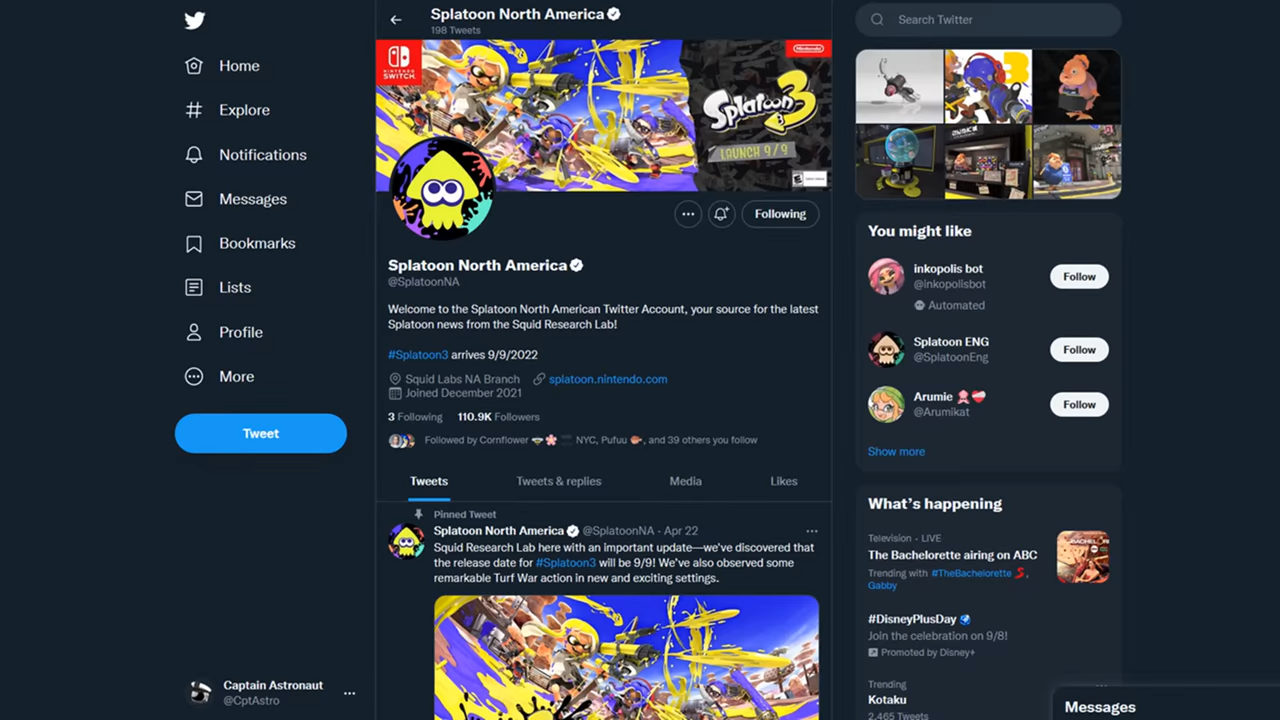 Home
Explore
Notifications
Messages
Bookmarks
Lists
Profile
More
Tweet
Captain Astronaut
@CptAstro
Splatoon North America
198 Tweets
NINTENDO
SWITCH
Nintendo
Splatoon 3
LAUNCH 9/9
Following
Splatoon North America
@SplatoonNA
Welcome to the Splatoon North American Twitter Account, your source for the latest
Splatoon news from the Squid Research Lab!
#Splatoon3 arrives 9/9/2022
Squid Labs NA Branch splatoon.nintendo.com
Joined December 2021
3 Following 110.9K Followers
Followed by Cornflower NYC, Pufuu, and 39 others you follow
Tweets Tweets & replies Media Likes
Pinned Tweet
Splatoon North America @SplatoonNA · Apr 22
Squid Research Lab here with an important update—we've discovered that
the release date for #Splatoon3 will be 9/9! We've also observed some
remarkable Turf War action in new and exciting settings.
Search Twitter
You might like
inkopolis bot
@inkopolisbot
Automated
Follow
Splatoon ENG
@SplatoonEng
Follow
Arumie
@Arumikat
Follow
Show more
What's happening
Television · LIVE
The Bachelorette airing on ABC
Trending with #TheBachelorette,
Gabby
#DisneyPlusDay
Join the celebration on 9/8!
Promoted by Disney+
Trending
Kotaku
2,465 Tweets
Messages